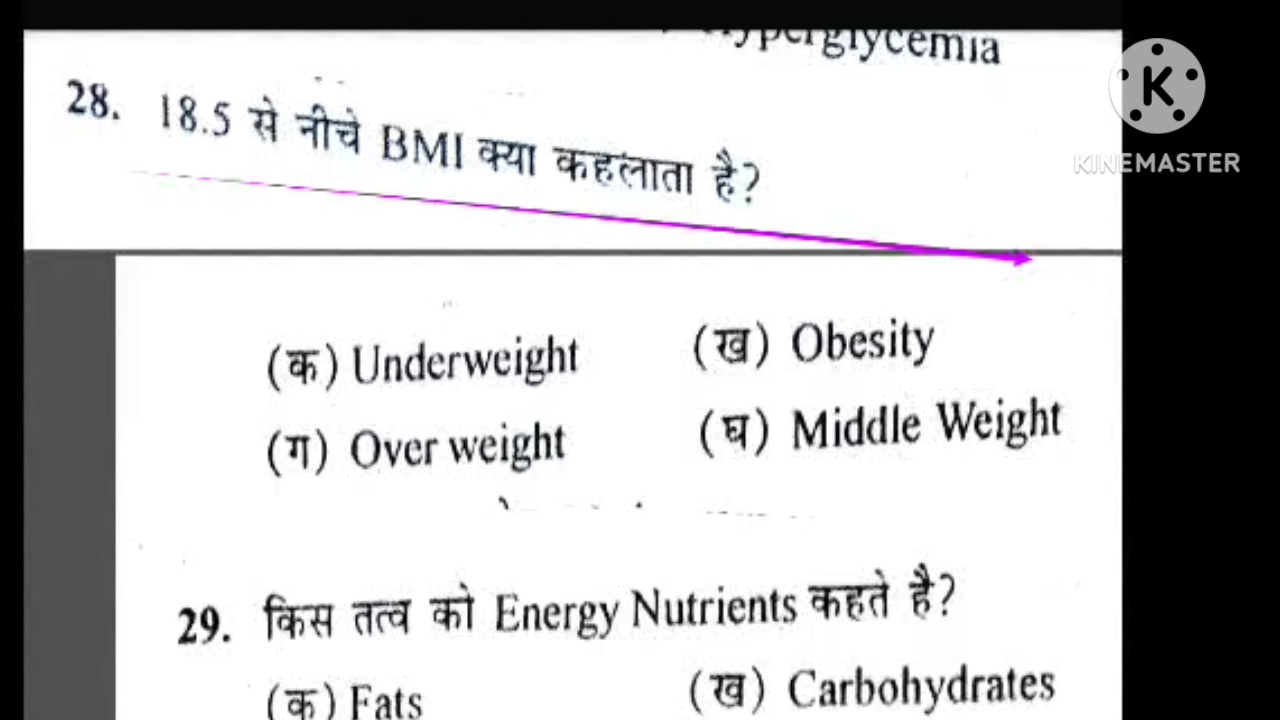 Hyperglycemia
28. 18.5 से नीचे BMI क्या कहलाता है?
K
KINEMASTER
(क) Underweight (ख) Obesity
(ग) Over weight (घ) Middle Weight
29. किस तत्व को Energy Nutrients कहते है?
(क) Fats (ख) Carbohydrates